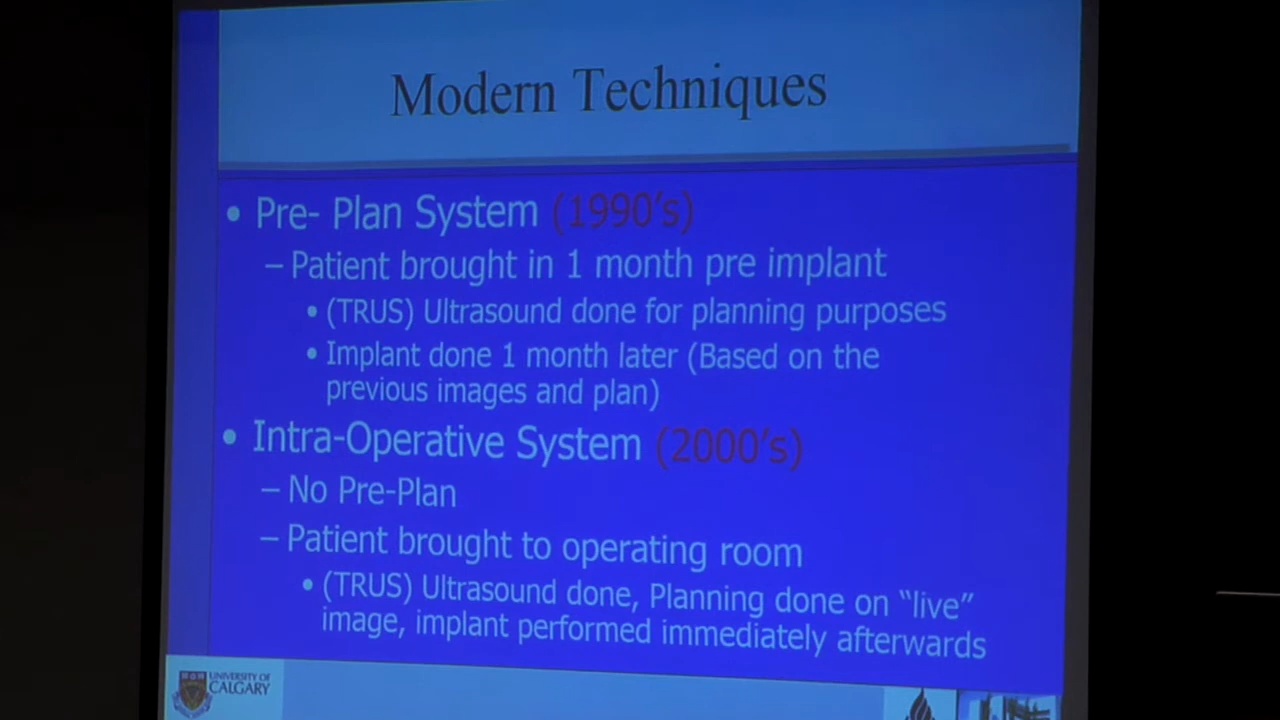 Modern Techniques
• Pre- Plan System (1990's)
– Patient brought in 1 month pre implant
• (TRUS) Ultrasound done for planning purposes
• Implant done 1 month later (Based on the
previous images and plan)
• Intra-Operative System (2000's)
– No Pre-Plan
– Patient brought to operating room
• (TRUS) Ultrasound done, Planning done on “live”
image, implant performed immediately afterwards
UNIVERSITY OF
CALGARY